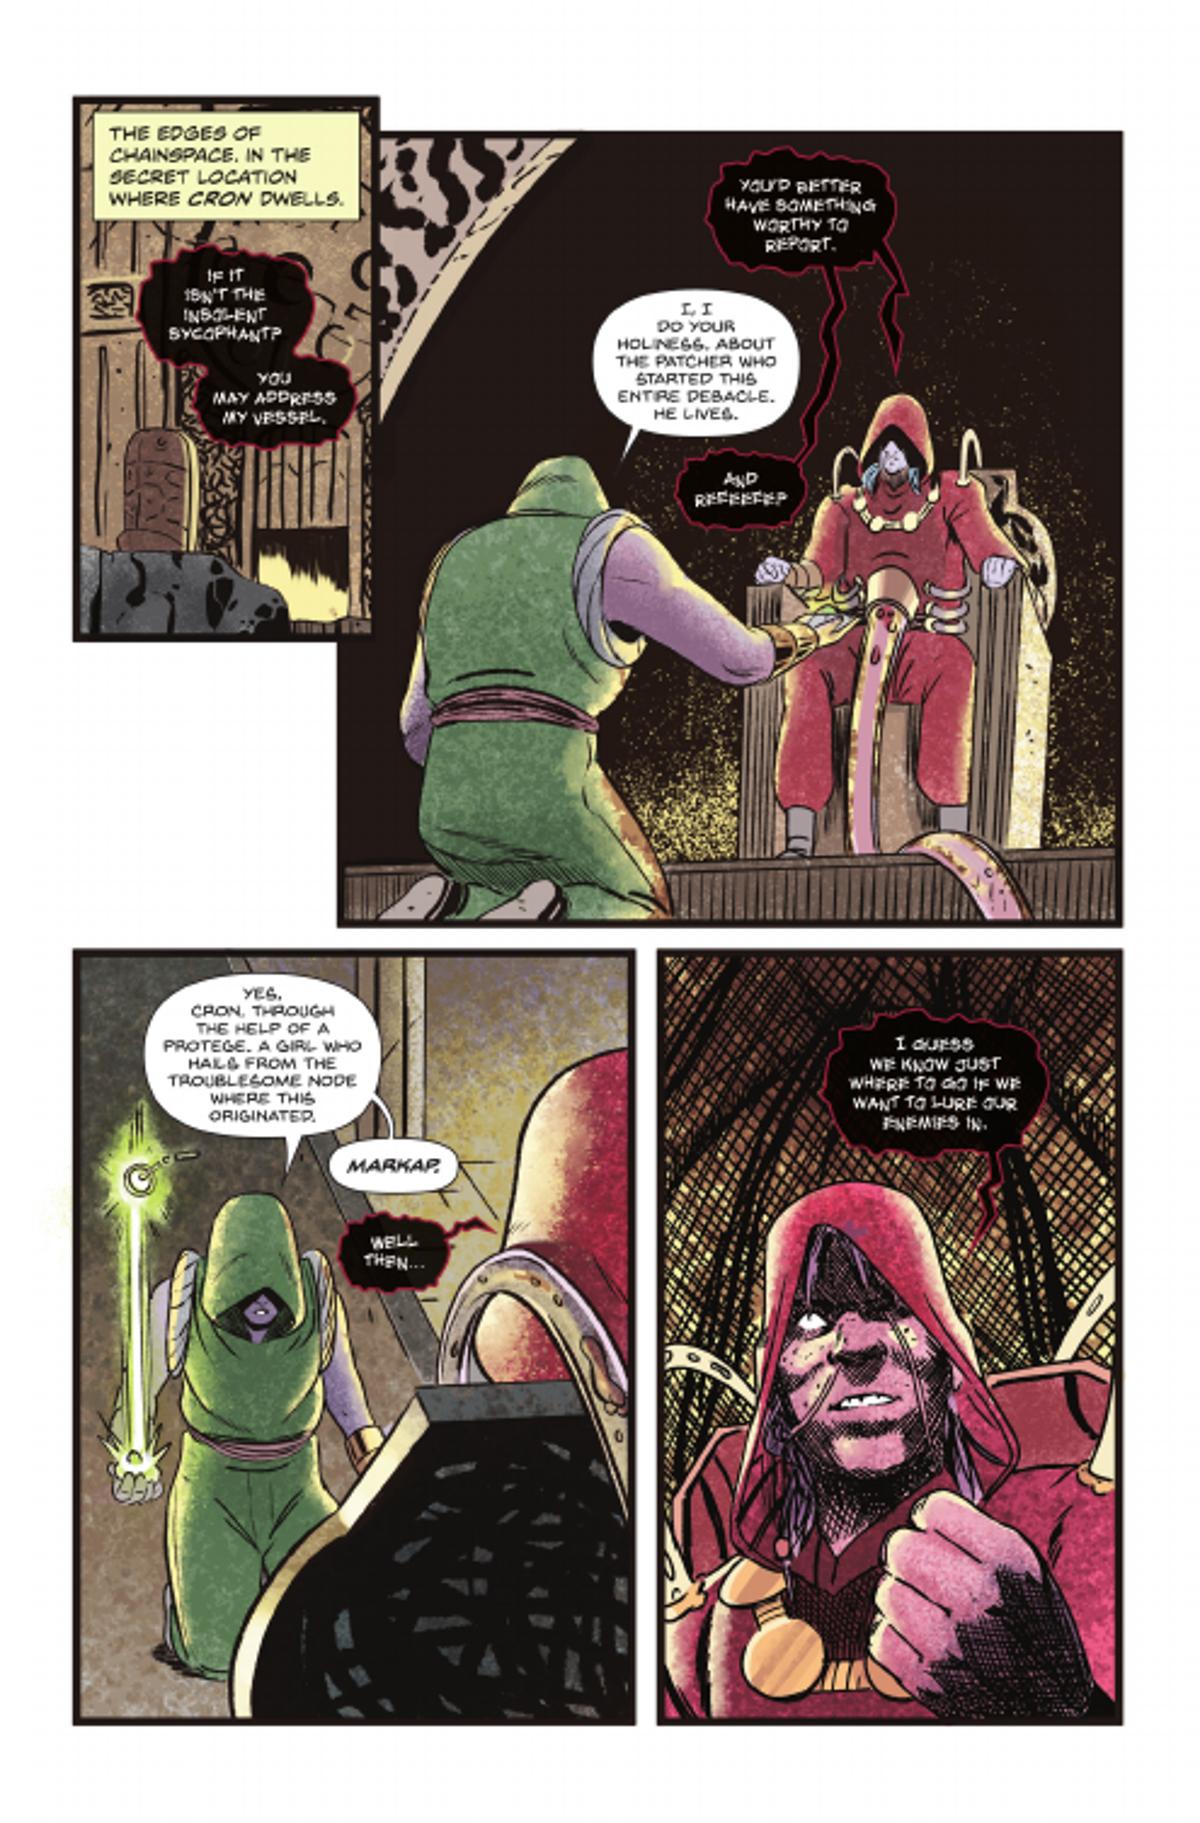 THE EDGES OF
CHAINSPACE. IN THE
SECRET LOCATION
WHERE CRON DWELLS.
IF IT
ISN'T THE
INSOLENT
SYCOPHANT?
YOU
MAY ADDRESS
MY VESSEL.
YOU'D BETTER
HAVE SOMETHING
WORTHY TO
REPORT.
I, I
DO YOUR
HOLINESS. ABOUT
THE PATCHER WHO
STARTED THIS
ENTIRE DEBACLE.
HE LIVES.
AND
REEEEEE?
YES,
CRON. THROUGH
THE HELP OF A
PROTEGE. A GIRL WHO
HAILS FROM THE
TROUBLESOME NODE
WHERE THIS
ORIGINATED.
MARKAP.
WELL
THEN...
I GUESS
WE KNOW JUST
WHERE TO GO IF WE
WANT TO LURE OUR
ENEMIES IN.